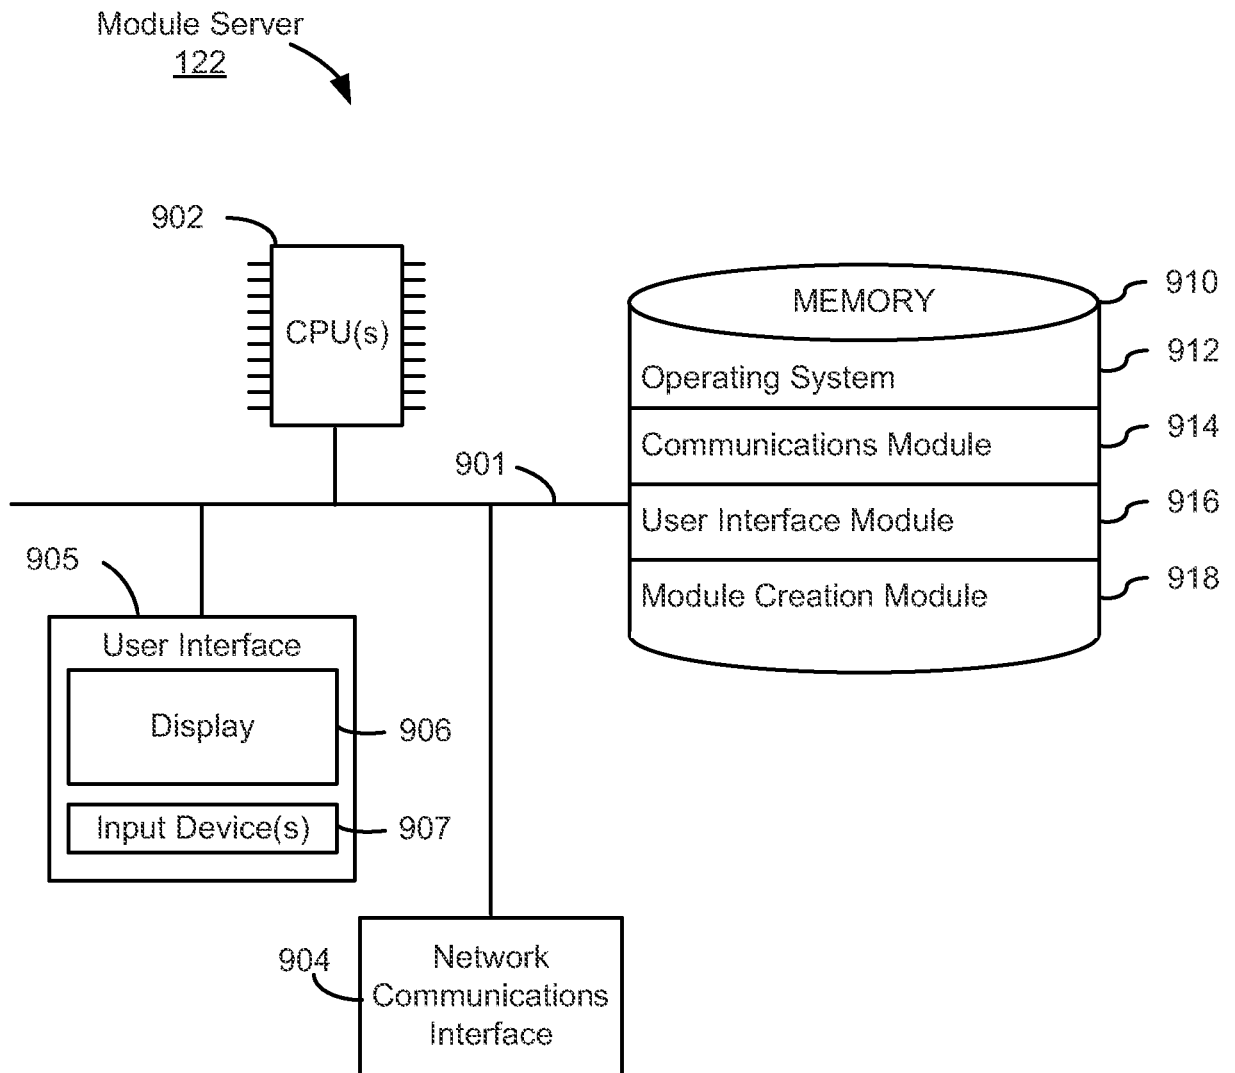 Module Server
122
902
CPU(s)
MEMORY
910
Operating System
912
Communications Module
914
901
User Interface Module
916
Module Creation Module
918
905
User Interface
Display
906
Input Device(s)
907
904
Network
Communications
Interface